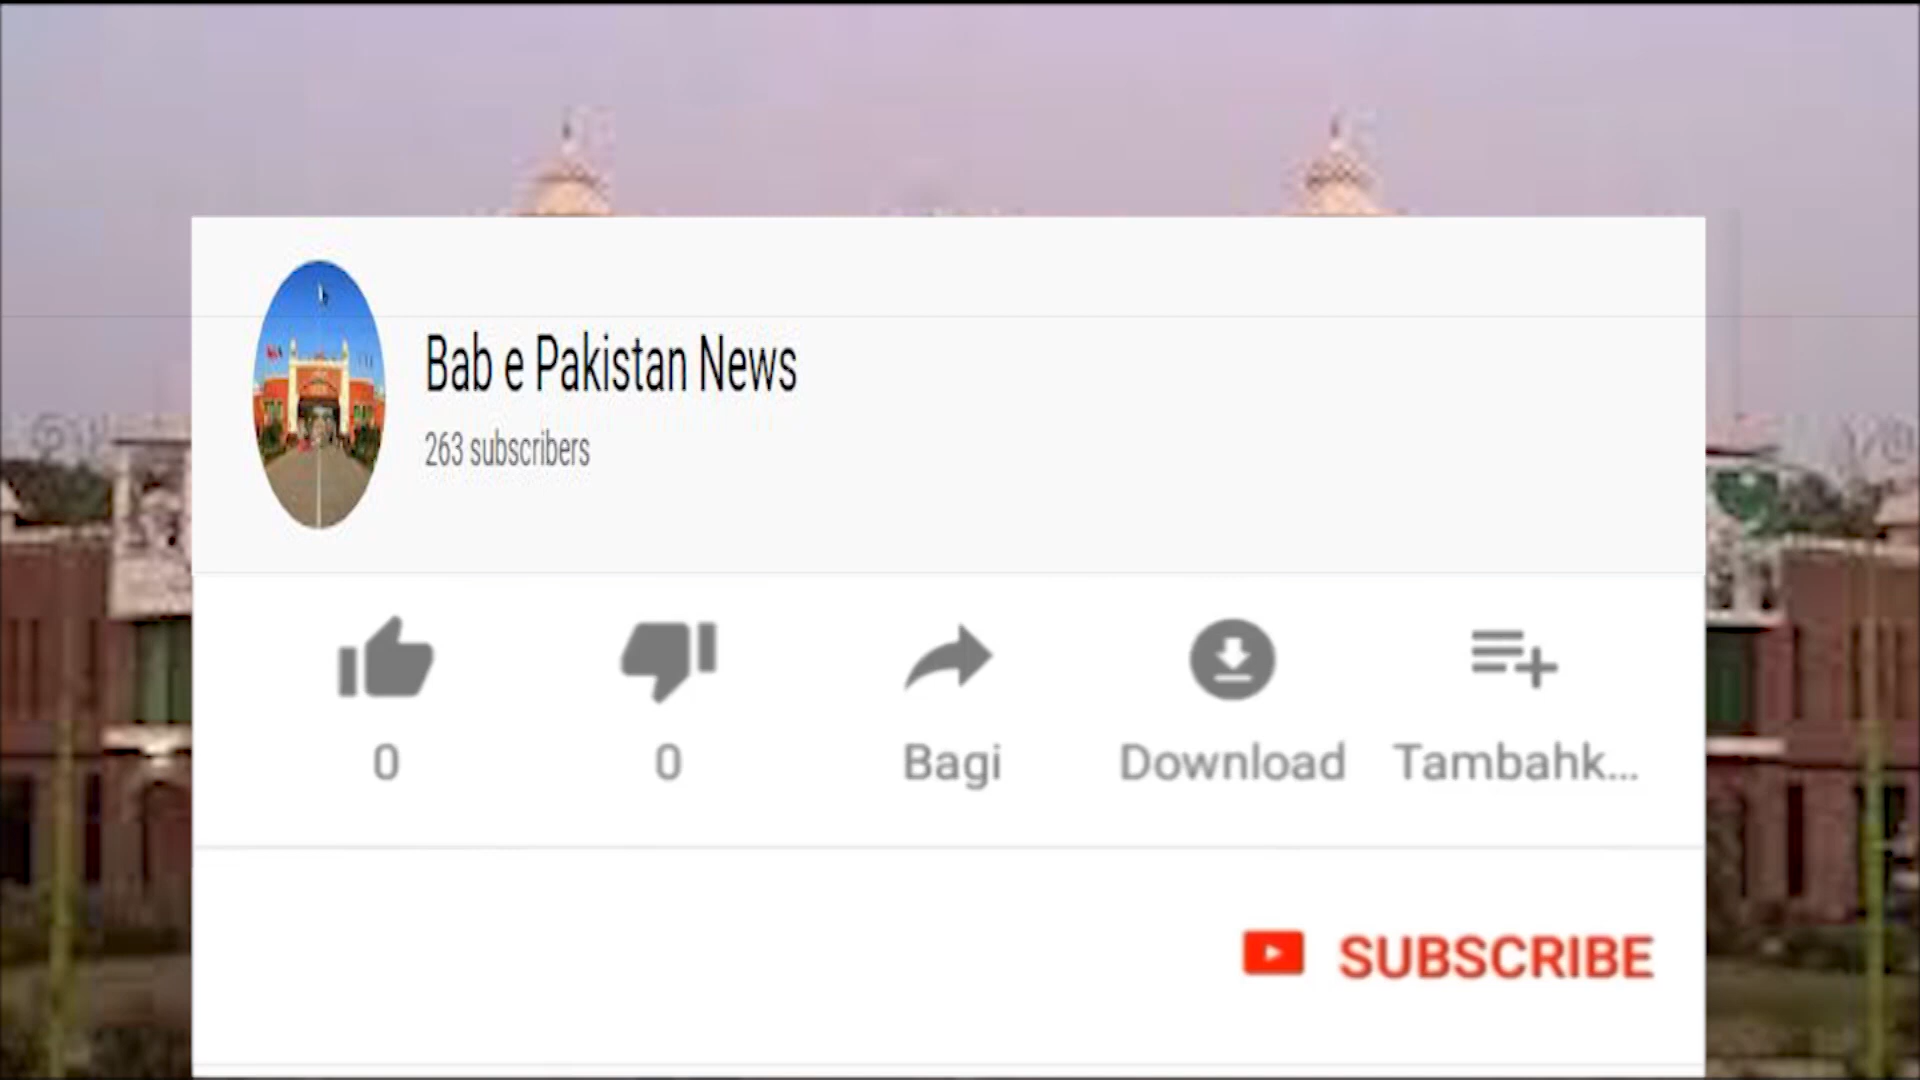 Bab e Pakistan News
263 subscribers
0
0
Bagi
Download
Tambahk...
SUBSCRIBE